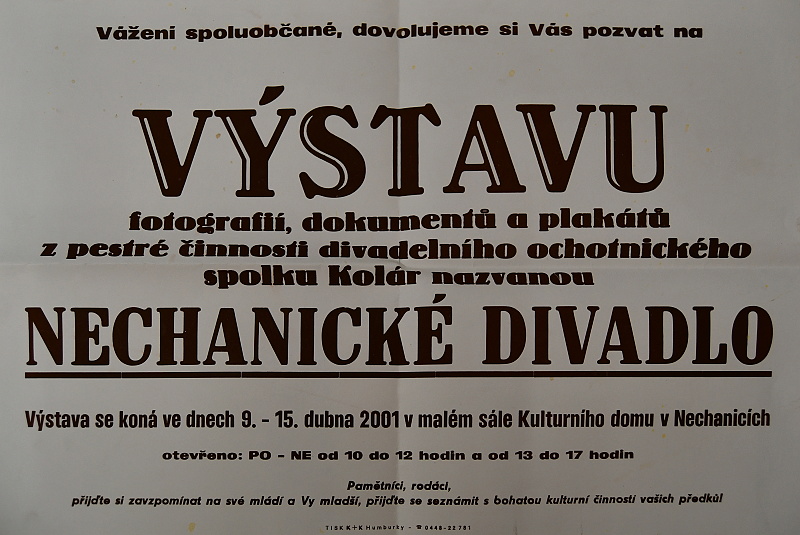 Vážení spoluobčané, dovolujeme si Vás pozvat na
VÝSTAVU
fotografií, dokumentů a plakátů
z pestré činnosti divadelního ochotnického
spolku Kolár nazvanou
NECHANICKÉ DIVADLO
Výstava se koná ve dnech 9. - 15. dubna 2001 v malém sále Kulturního domu v Nechanicích
otevřeno: PO - NE od 10 do 12 hodin a od 13 do 17 hodin
Pamětníci, rodáci,
přijďte si zavzpomínat na své mládí a Vy mladší, přijďte se seznámit s bohatou kulturní činností vašich předků!
TISK K+K Humburky - ☎ 0448-22 781